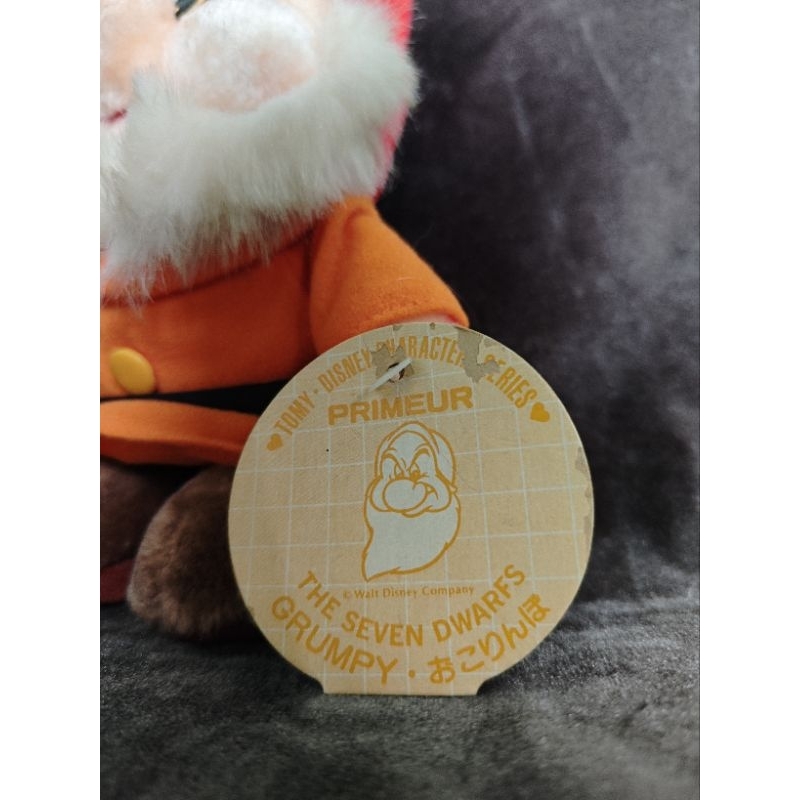 TOMY・DISNEY CHARACTER SERIES
PRIMEUR
©Walt Disney Company
THE SEVEN DWARFS
GRUMPY・おこりんぼ